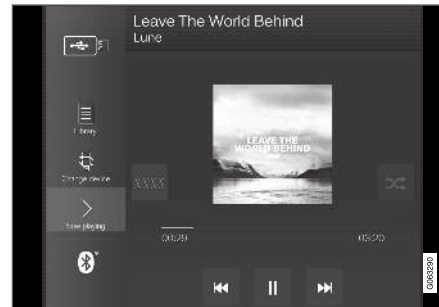 Leave The World Behind
Lune
Library
Change device
Now playing
LEAVE THE
WORLD BEHIND
00:29
03:20
G063290